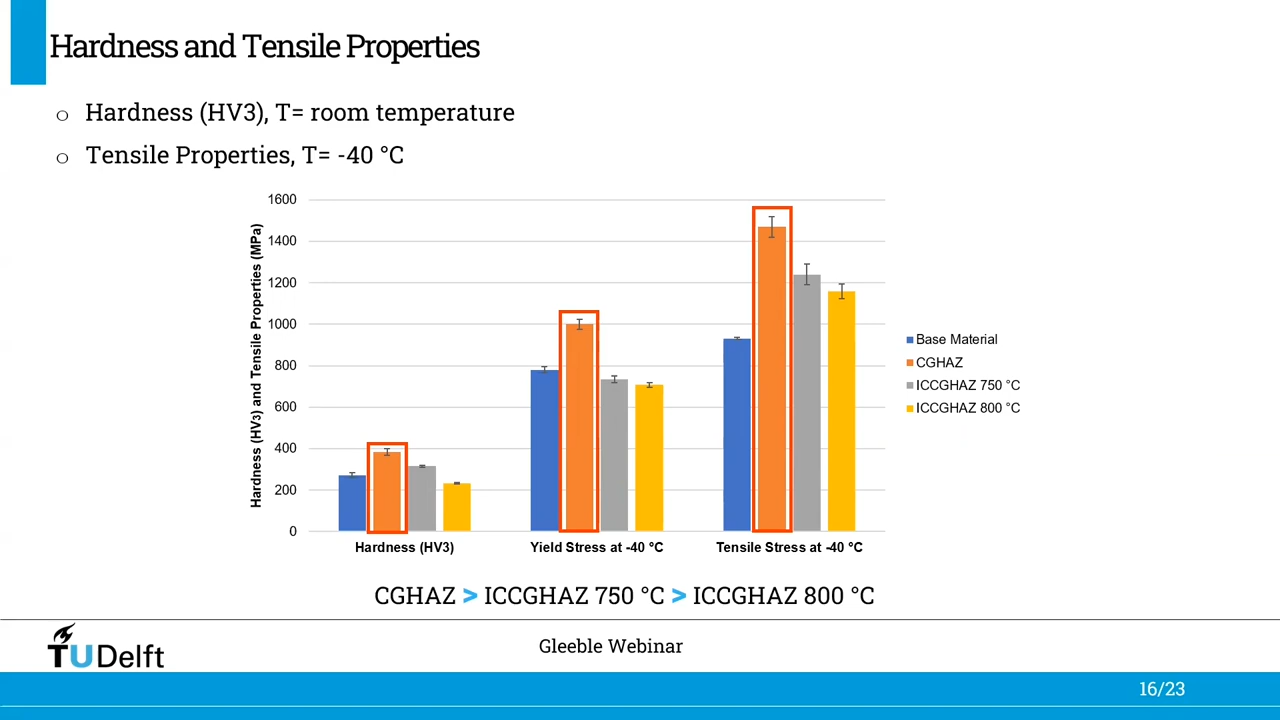 Hardness and Tensile Properties
o Hardness (HV3), T= room temperature
o Tensile Properties, T= -40 °C
Hardness (HV3) and Tensile Properties (MPa)
1600
1400
1200
1000
800
600
400
200
0
Hardness (HV3)
Yield Stress at -40 °C
Tensile Stress at -40 °C
Base Material
CGHAZ
ICCGHAZ 750 °C
ICCGHAZ 800 °C
CGHAZ > ICCGHAZ 750 °C > ICCGHAZ 800 °C
TUDelft
Gleeble Webinar
16/23